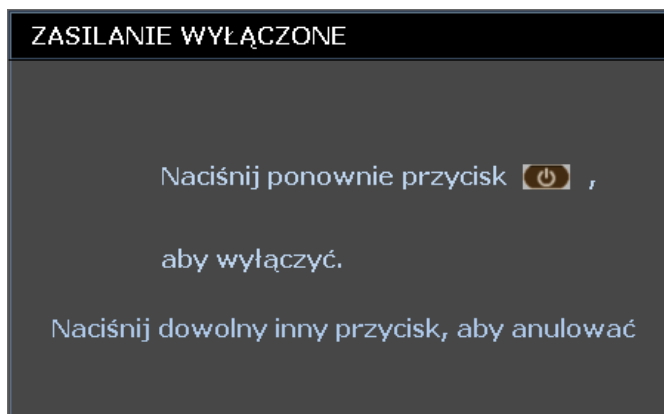 ZASILANIE WYŁĄCZONE
Naciśnij ponownie przycisk ,
aby wyłączyć.
Naciśnij dowolny inny przycisk, aby anulować